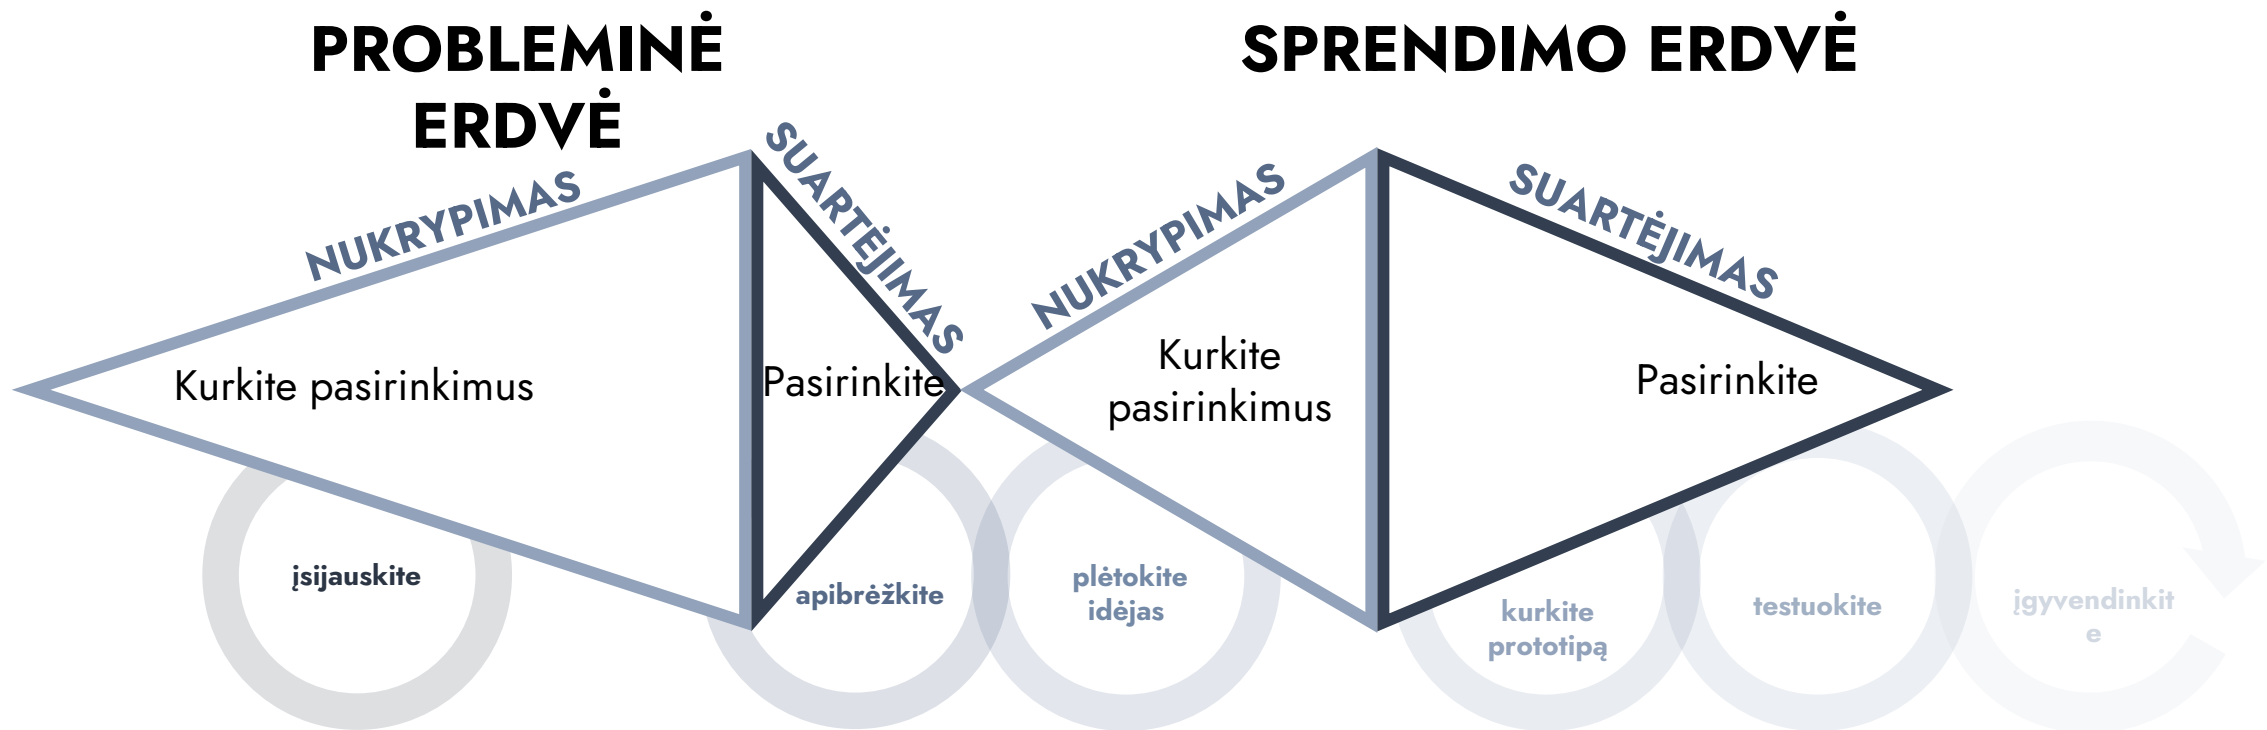 PROBLEMINĖ
ERDVĖ
SPRENDIMO ERDVĖ
NUKRYPIMAS
SUARTĖJIMAS
NUKRYPIMAS
SUARTĖJIMAS
Kurkite pasirinkimus
Pasirinkite
Kurkite
pasirinkimus
Pasirinkite
įsijauskite
apibrėžkite
plėtokite
idėjas
kurkite
prototipą
testuokite
įgyvendinkit
e